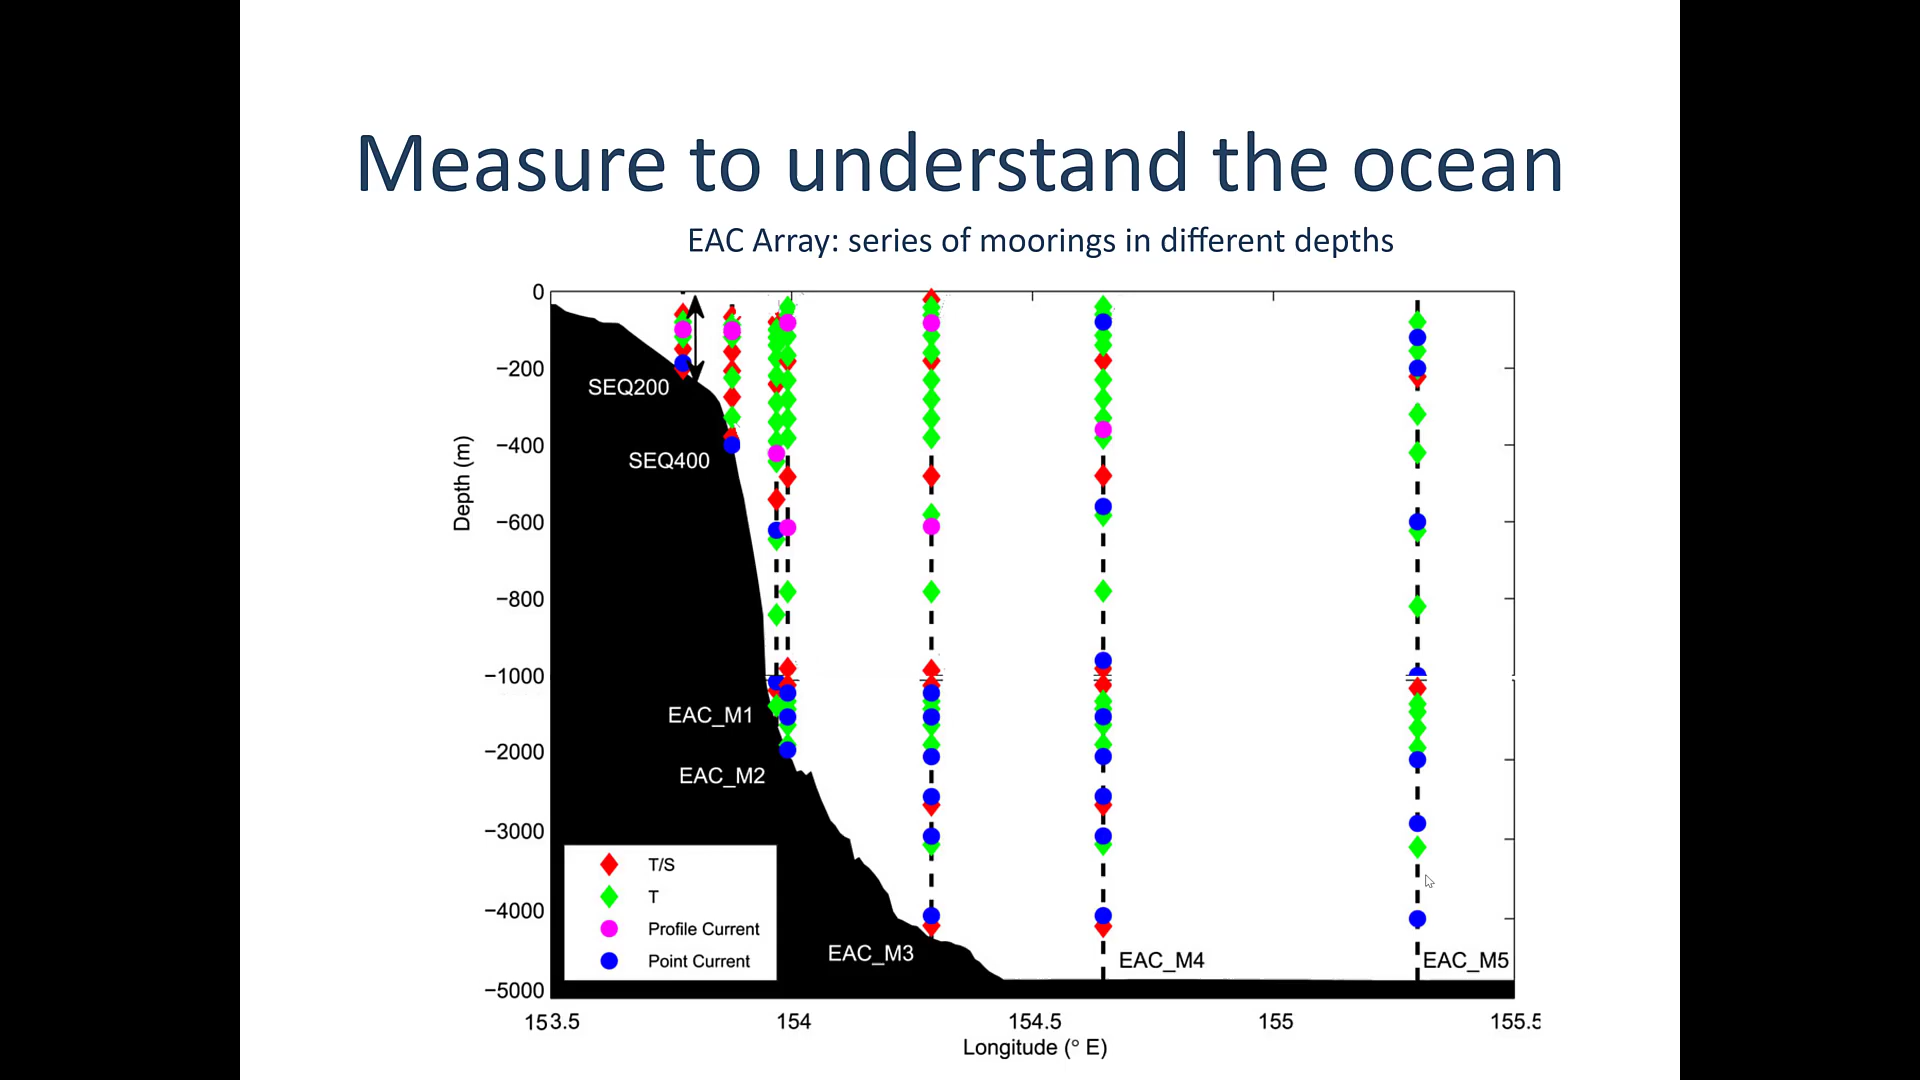 Measure to understand the ocean
EAC Array: series of moorings in different depths
0
−200
−400
−600
−800
−1000
−2000
−3000
−4000
−5000
Depth (m)
SEQ200
SEQ400
EAC_M1
EAC_M2
EAC_M3
EAC_M4
EAC_M5
T/S
T
Profile Current
Point Current
153.5
154
154.5
155
155.5
Longitude (° E)